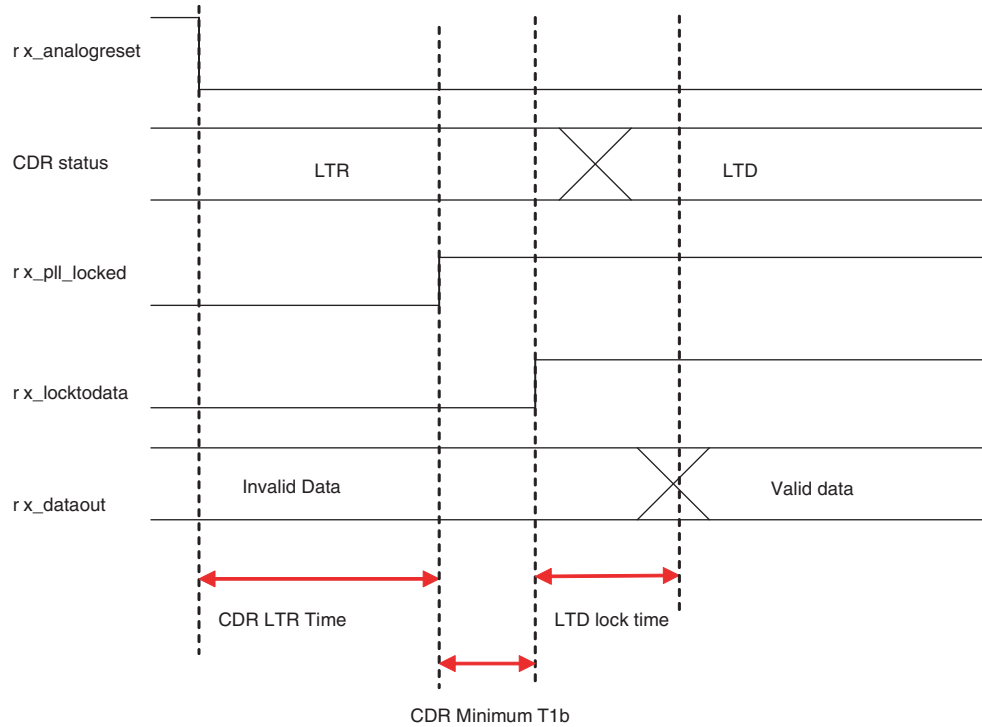 r x_analogreset
CDR status
LTR
LTD
r x_pll_locked
r x_locktodata
r x_dataout
Invalid Data
Valid data
CDR LTR Time
LTD lock time
CDR Minimum T1b